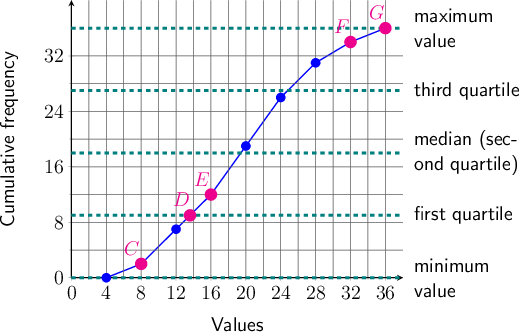 maximum
value
G
F
32
third quartile
24
median (sec-
ond quartile)
16
E
D
first quartile
8
C
minimum
value
0
0 4 8 12 16 20 24 28 32 36
Values
Cumulative frequency